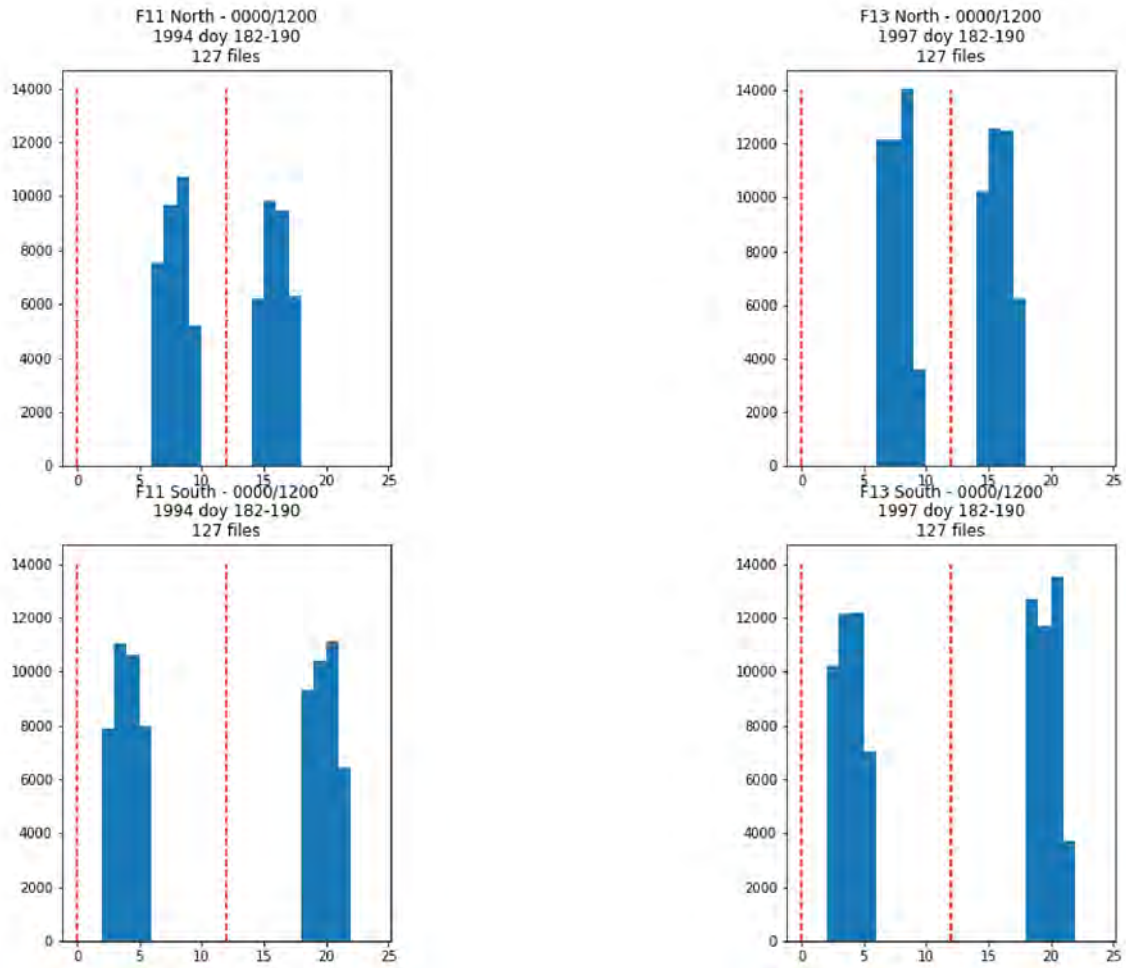 F11 North - 0000/1200
1994 doy 182-190
127 files
14000
12000
10000
8000
6000
4000
2000
0
0 5 10 15 20 25
F13 North - 0000/1200
1997 doy 182-190
127 files
14000
12000
10000
8000
6000
4000
2000
0
0 5 10 15 20 25
F11 South - 0000/1200
1994 doy 182-190
127 files
14000
12000
10000
8000
6000
4000
2000
0
0 5 10 15 20 25
F13 South - 0000/1200
1997 doy 182-190
127 files
14000
12000
10000
8000
6000
4000
2000
0
0 5 10 15 20 25